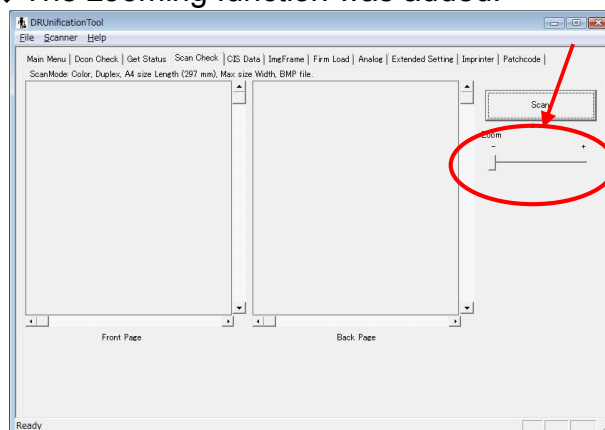 The zooming function was added.
DRUnificationTool
File Scanner Help
Main Menu | Dcon Check | Get Status | Scan Check | CIS Data | ImgFrame | Firm Load | Analog | Extended Setting | Imprinter | Patchcode |
ScanMode: Color, Duplex, A4 size Length (297 mm), Max size Width, BMP file.
Scan
Zoom
- +
Front Page Back Page
Ready